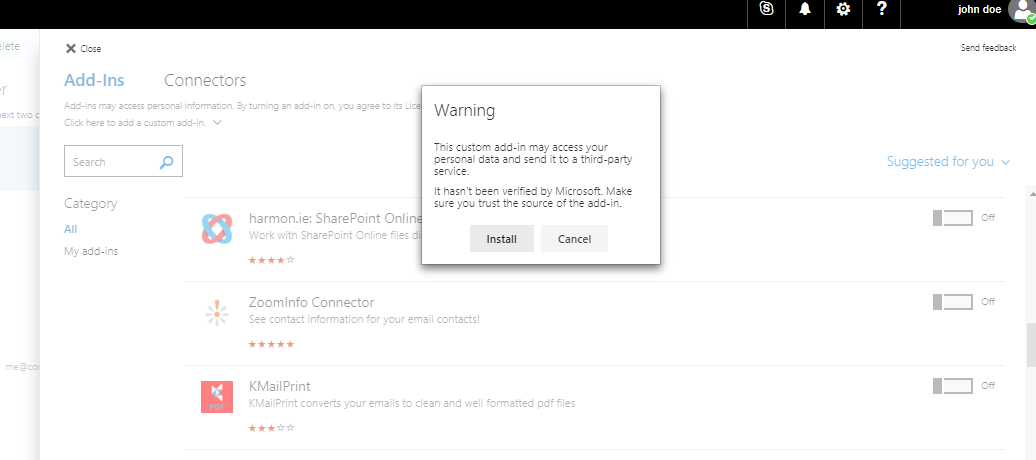 john doe
elete
Close
Send feedback
er
Add-Ins
Connectors
Add-ins may access personal information. By turning an add-in on, you agree to its Lice
next two
Click here to add a custom add-in.
Warning
This custom add-in may access your
personal data and send it to a third-party
service.
It hasn't been verified by Microsoft. Make
sure you trust the source of the add-in.
Install
Cancel
Search
Suggested for you
Category
All
My add-ins
harmon.ie: SharePoint Online
Work with SharePoint Online files di
Off
ZoomInfo Connector
See contact information for your email contacts!
Off
me@co
KMailPrint
KMailPrint converts your emails to clean and well formatted pdf files
PDF
Off